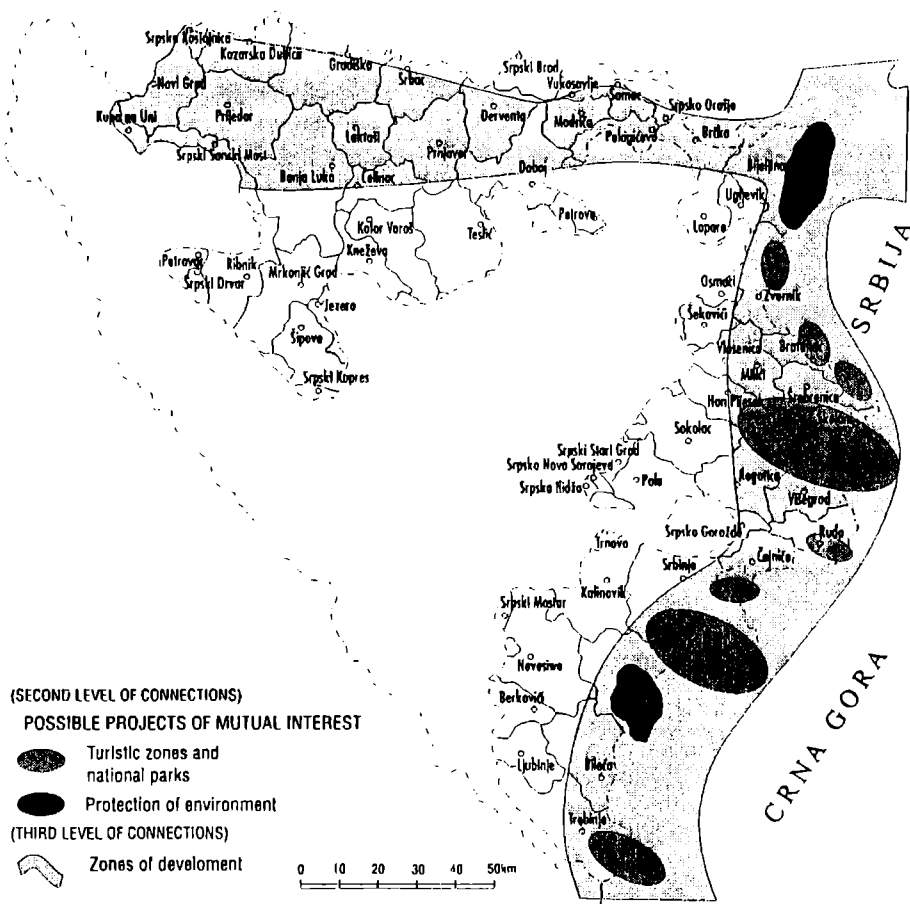 Srpska Kostajnica
Kozarska Dubica
Gradiška
Srbac
Srpski Brod
Vukosavlje
Šamac
Srpsko Orašje
Novi Grad
Prijedor
Kupa na Uni
Laktaši
Derventa
Modriča
Pelagićevo
Brčko
Srpski Sanski Most
Prnjavor
Banja Luka
Čelinac
Doboj
Bijeljina
Ugljevik
Kotor Varoš
Teslić
Petrovo
Lopare
Kneževo
Petrovac
Ribnik
Srpski Drvar
Mrkonjić Grad
Osmaci
Zvornik
SRBIJA
Jezero
Šekovići
Šipovo
Vlasenica
Bratunac
Milići
Srpski Kupres
Han Pijesak
Srebrenica
Sokolac
Srpski Stari Grad
Srpsko Novo Sarajevo
Srpska Ilidža
Pale
Rogatica
Višegrad
Srpsko Goražde
Rudo
Trnovo
Čajniče
Srbinje
Kalinovik
Srpski Mostar
Nevesinje
Berkovići
Ljubinje
Bileća
Trebinje
CRNA GORA
(SECOND LEVEL OF CONNECTIONS)
POSSIBLE PROJECTS OF MUTUAL INTEREST
Turistic zones and
national parks
Protection of environment
(THIRD LEVEL OF CONNECTIONS)
Zones of develoment
0 10 20 30 40 50km